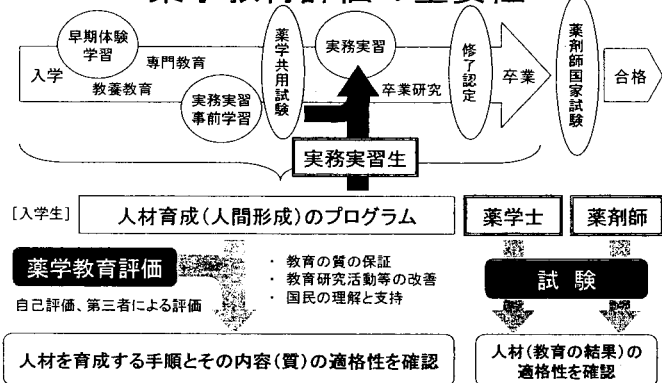 早期体験
学習
薬学共用試験
実務実習
修了認定
薬剤師国家試験
入学
専門教育
教養教育
実務実習
事前学習
卒業研究
卒業
合格
実務実習生
[入学生]
人材育成(人間形成)のプログラム
薬学士
薬剤師
薬学教育評価
・ 教育の質の保証
・ 教育研究活動等の改善
・ 国民の理解と支持
試 験
自己評価、第三者による評価
人材を育成する手順とその内容(質)の適格性を確認
人材(教育の結果)の
適格性を確認